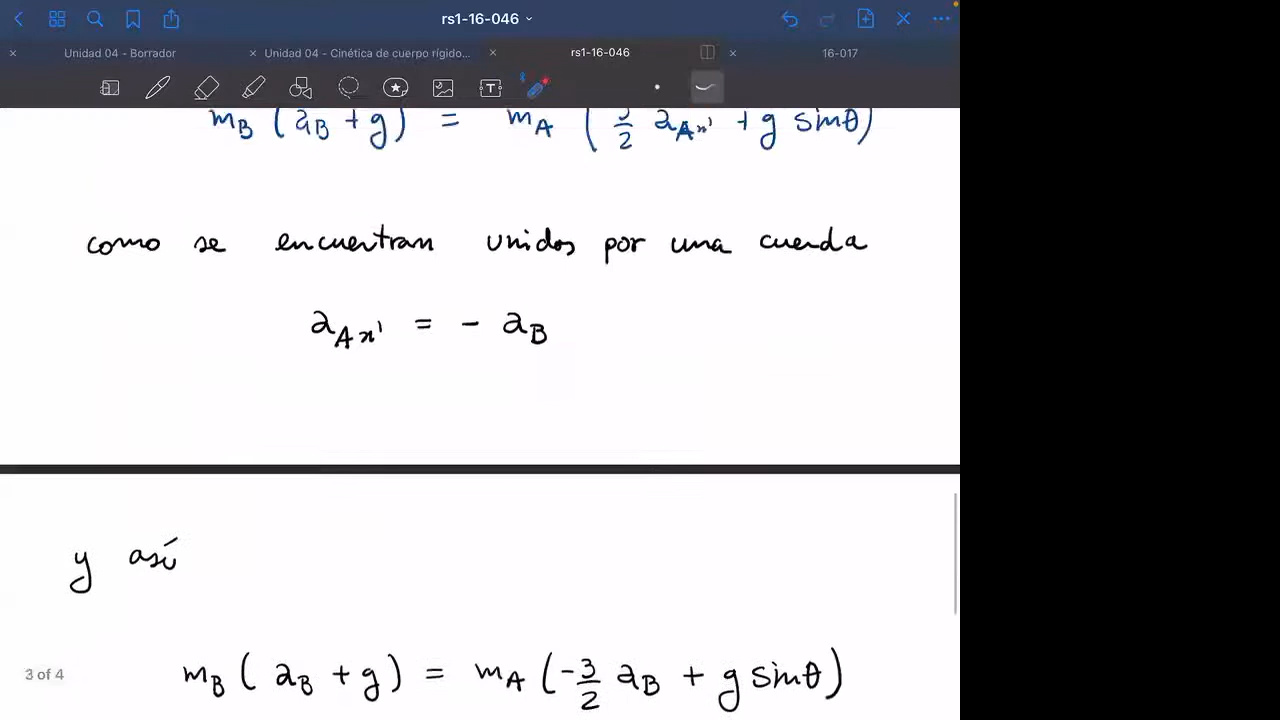 rs1-16-046
Unidad 04 - Borrador
Unidad 04 - Cinética de cuerpo rígido...
rs1-16-046
16-017
m_B (a_B + g) = m_A (3/2 a_Ax' + g sinθ)
como se encuentran unidos por una cuerda
a_Ax' = - a_B
y así
3 of 4
m_B (a_B + g) = m_A (-3/2 a_B + g sinθ)